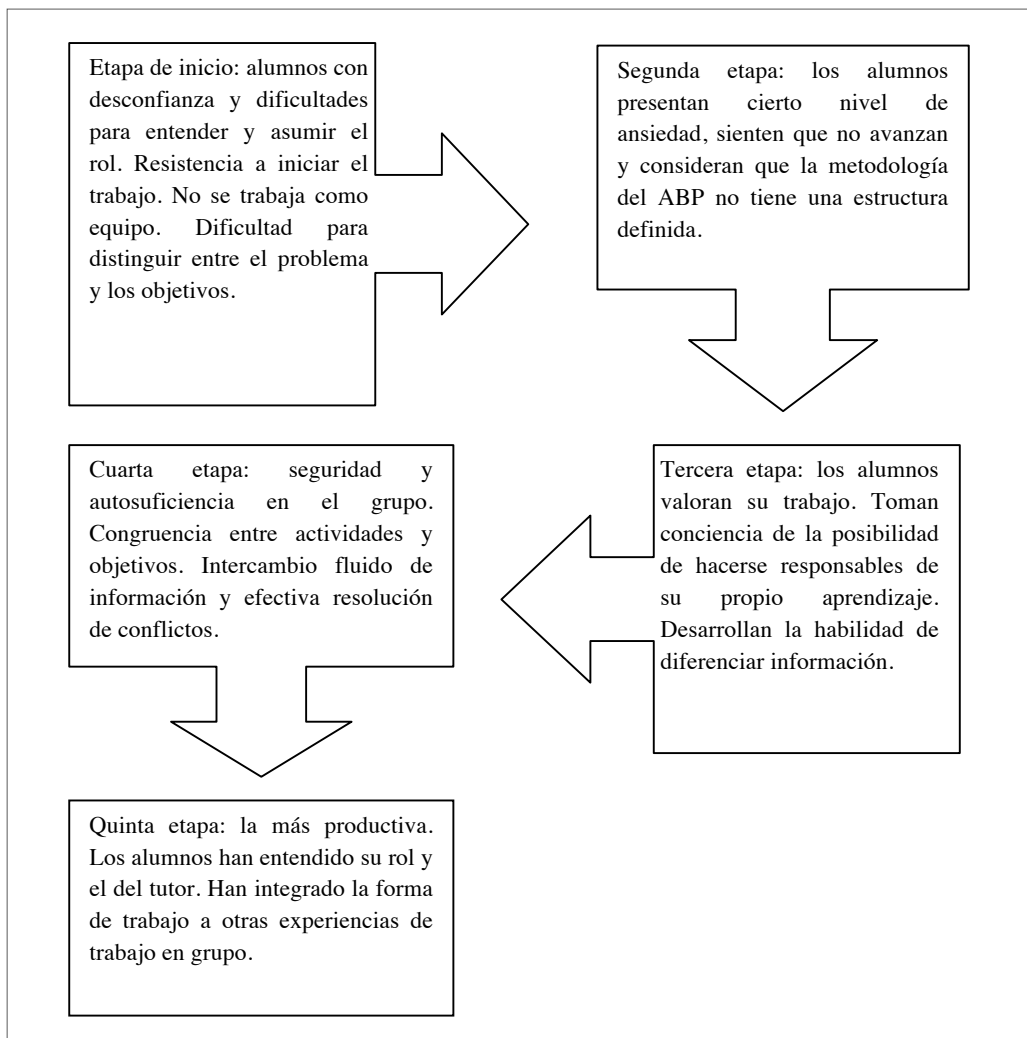 Etapa de inicio: alumnos con
desconfianza y dificultades
para entender y asumir el
rol. Resistencia a iniciar el
trabajo. No se trabaja como
equipo. Dificultad para
distinguir entre el problema
y los objetivos.
Segunda etapa: los alumnos
presentan cierto nivel de
ansiedad, sienten que no avanzan
y consideran que la metodología
del ABP no tiene una estructura
definida.
Tercera etapa: los alumnos
valoran su trabajo. Toman
conciencia de la posibilidad
de hacerse responsables de
su propio aprendizaje.
Desarrollan la habilidad de
diferenciar información.
Cuarta etapa: seguridad y
autosuficiencia en el grupo.
Congruencia entre actividades y
objetivos. Intercambio fluido de
información y efectiva resolución
de conflictos.
Quinta etapa: la más productiva.
Los alumnos han entendido su rol y
el del tutor. Han integrado la forma
de trabajo a otras experiencias de
trabajo en grupo.